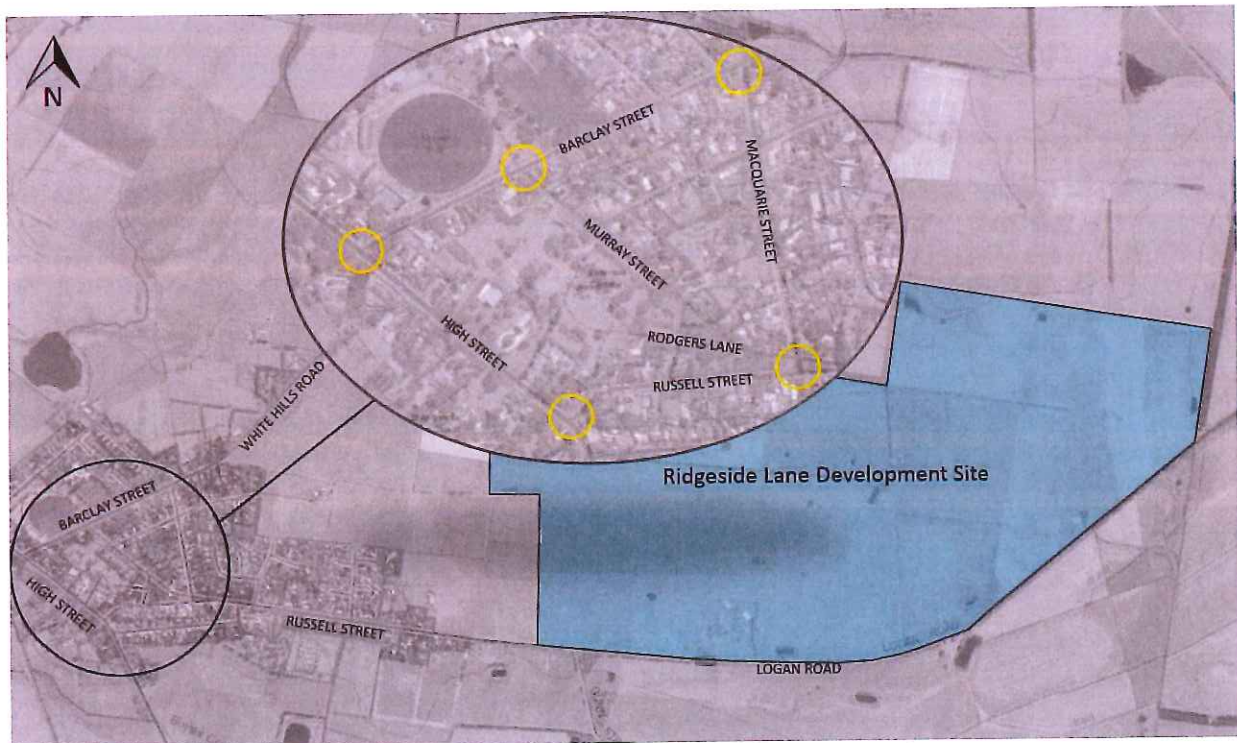 N
BARCLAY STREET
MACQUARIE STREET
MURRAY STREET
HIGH STREET
RODGERS LANE
RUSSELL STREET
WHITE HILLS ROAD
Ridgeside Lane Development Site
BARCLAY STREET
HIGH STREET
RUSSELL STREET
LOGAN ROAD